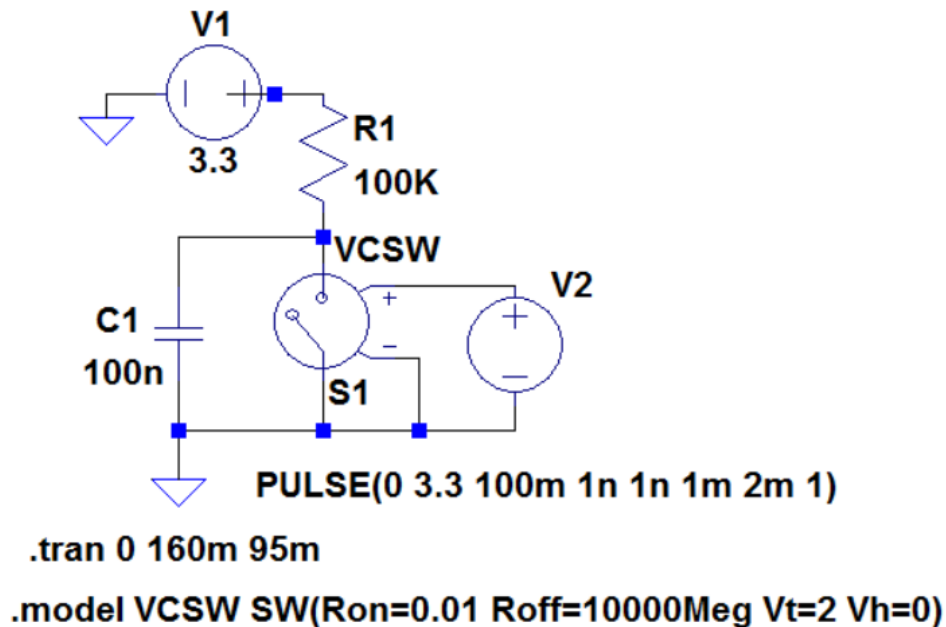 V1
3.3
R1
100K
VCSW
+
-
V2
+
-
C1
100n
S1
PULSE(0 3.3 100m 1n 1n 1m 2m 1)
.tran 0 160m 95m
.model VCSW SW(Ron=0.01 Roff=10000Meg Vt=2 Vh=0)